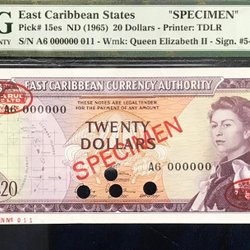 East Caribbean States "SPECIMEN"
Pick# 15es ND (1965) 20 Dollars - Printer: TDLR
S/N A6 000000 011 - Wmk: Queen Elizabeth II - Sign. #5-
EAST CARIBBEAN CURRENCY AUTHORITY
A6 000000
THESE NOTES ARE LEGAL TENDER
FOR THE PAYMENT OF ANY AMOUNT
TWENTY
DOLLARS
SPECIMEN
A6 000000
20